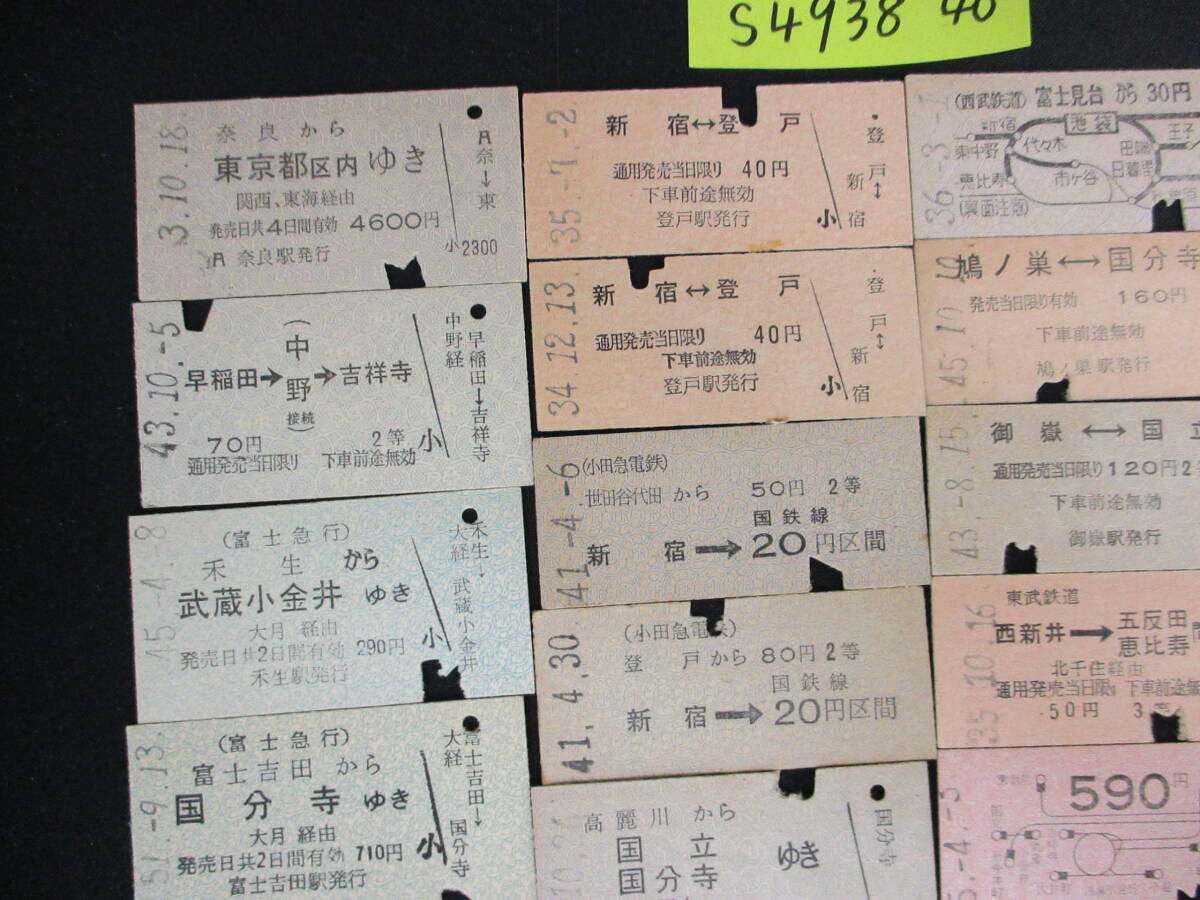 S4938 40
3.10.18
奈良から
東京都区内ゆき
関西、東海経由
発売日共4日間有効 4600円
奈良駅発行
奈→東
小2300
43.10.-5
早稲田→(中野)→吉祥寺
接続
70円 2等
通用発売当日限り 下車前途無効
小
早稲田→吉祥寺
中野経
45.-4.-8
(富士急行)
禾生から
武蔵小金井ゆき
大月経由
発売日共2日間有効 290円
禾生駅発行
小
禾生→武蔵小金井
大経
51.-9.13.
(富士急行)
富士吉田から
国分寺ゆき
大月経由
発売日共2日間有効 710円
富士吉田駅発行
小
富士吉田→国分寺
大経
35.-7.-2
新宿↔登戸
通用発売当日限り 40円
下車前途無効
登戸駅発行
小
・登戸↔新宿
34.12.13.
新宿↔登戸
通用発売当日限り 40円
下車前途無効
登戸駅発行
小
・登戸↔新宿
41.-4.-6
(小田急電鉄)
世田谷代田から 50円 2等
国鉄線
新宿→20円区間
41.4.30
(小田急電鉄)
登戸から 80円 2等
国鉄線
新宿→20円区間
高麗川から
国立
国分寺
ゆき
国分寺
36.-3.-7
(西武鉄道)富士見台から30円
新宿
池袋
王子
東中野
代々木
田端
日暮里
恵比寿
市ヶ谷
(裏面注意)
45.10.10.
鳩ノ巣↔国分寺
発売当日限り有効 160円
下車前途無効
鳩ノ巣駅発行
43.-8.15.
御嶽↔国立
通用発売当日限り 120円 2
下車前途無効
御嶽駅発行
35.10.16.
東武鉄道
西新井→五反田
恵比寿
北千住経由
通用発売当日限り 下車前途無
50円 3
-4.-3
590円